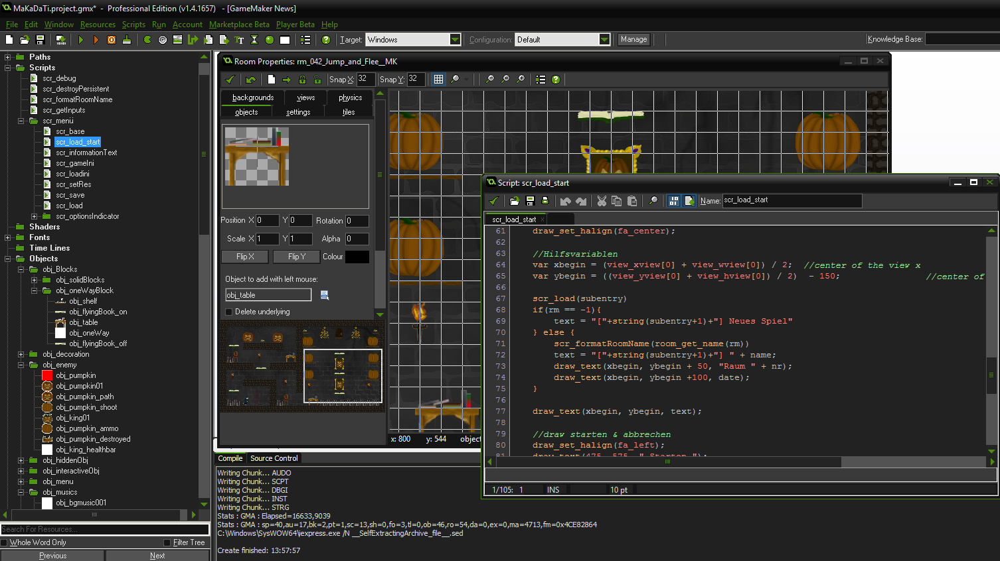 MaKaDaTi.project.gmx*  -  Professional Edition (v1.4.1657)  - [GameMaker News]
File Edit Window Resources Scripts Run Account Marketplace Beta Player Beta Help
Target: Windows Configuration: Default Manage Knowledge Base:
Paths
Scripts
scr_debug
scr_destroyPersistent
scr_formatRoomName
scr_getInputs
scr_menü
scr_base
scr_load_start
scr_informationText
scr_gameIni
scr_loadini
scr_setRes
scr_save
scr_load
scr_optionsIndicator
Shaders
Fonts
Time Lines
Objects
obj_Blocks
obj_solidBlocks
obj_oneWayBlock
obj_shelf
obj_flyingBook_on
obj_table
obj_oneWay
obj_flyingBook_off
obj_decoration
obj_enemy
obj_pumpkin
obj_pumpkin01
obj_pumpkin_path
obj_pumpkin_shoot
obj_king01
obj_pumpkin_ammo
obj_pumpkin_destroyed
obj_king_healthbar
obj_hiddenObj
obj_interactiveObj
obj_menu
obj_musics
obj_bgmusic001
Search For Resources...
Whole Word Only Filter Tree
Previous Next
Room Properties: rm_042_Jump_and_Flee__MK
Snap X: 32 Snap Y: 32
backgrounds views physics
objects settings tiles
Position X 0 Y 0 Rotation 0
Scale X 1 Y 1 Alpha 0
Flip X Flip Y Colour
Object to add with left mouse:
obj_table
Delete underlying
x: 800 y: 544 object
Script: scr_load_start
Name: scr_load_start
scr_load_start
61 draw_set_halign(fa_center);
62
63 //Hilfsvariablen
64 var xbegin = (view_xview[0] + view_wview[0]) / 2;  //center of the view x
65 var ybegin = ((view_yview[0] + view_hview[0]) / 2)  - 150; //center of
66
67 scr_load(subentry)
68 if(rm == -1){
69 text = "["+string(subentry+1)+"] Neues Spiel"
70 } else {
71 scr_formatRoomName(room_get_name(rm))
72 text = "["+string(subentry+1)+"] " + name;
73 draw_text(xbegin, ybegin + 50, "Raum " + nr);
74 draw_text(xbegin, ybegin +100, date);
75 }
76
77 draw_text(xbegin, ybegin, text);
78
79 //draw starten & abbrechen
80 draw_set_halign(fa_left);
81 draw_text(475, 575, " Starten ");
1/105: 1 INS 10 pt
Compile Source Control
Writing Chunk... AUDO
Writing Chunk... SCPT
Writing Chunk... DBGI
Writing Chunk... INST
Writing Chunk... STRG
Stats : GMA : Elapsed=16633,9039
Stats : GMA : sp=40,au=17,bk=2,pt=1,sc=13,sh=0,fo=3,tl=0,ob=46,ro=54,da=0,ex=0,ma=4713,fm=0x4CE82864
C:\Windows\SysWOW64\iexpress.exe /N __SelfExtractingArchive_file__.sed
Create finished: 13:57:57